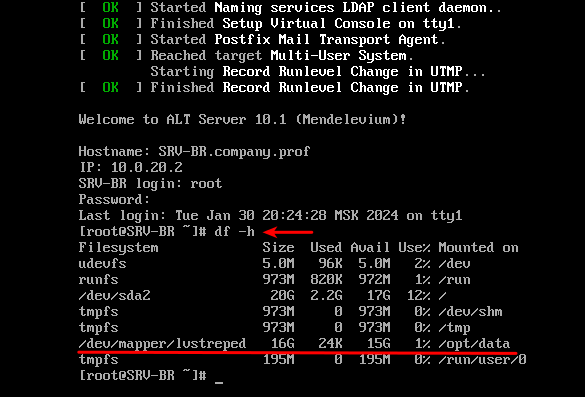 [  OK  ] Started Naming services LDAP client daemon..
[  OK  ] Finished Setup Virtual Console on tty1.
[  OK  ] Started Postfix Mail Transport Agent.
[  OK  ] Reached target Multi-User System.
         Starting Record Runlevel Change in UTMP...
[  OK  ] Finished Record Runlevel Change in UTMP.
Welcome to ALT Server 10.1 (Mendelevium)!
Hostname: SRV-BR.company.prof
IP: 10.0.20.2
SRV-BR login: root
Password:
Last login: Tue Jan 30 20:24:28 MSK 2024 on tty1
[root@SRV-BR ~]# df -h
Filesystem              Size  Used Avail Use% Mounted on
udevfs                  5.0M   96K  5.0M   2% /dev
runfs                   973M  820K  972M   1% /run
/dev/sda2                20G  2.2G   17G  12% /
tmpfs                   973M     0  973M   0% /dev/shm
tmpfs                   973M     0  973M   0% /tmp
/dev/mapper/lvstreped    16G   24K   15G   1% /opt/data
tmpfs                   195M     0  195M   0% /run/user/0
[root@SRV-BR ~]# _